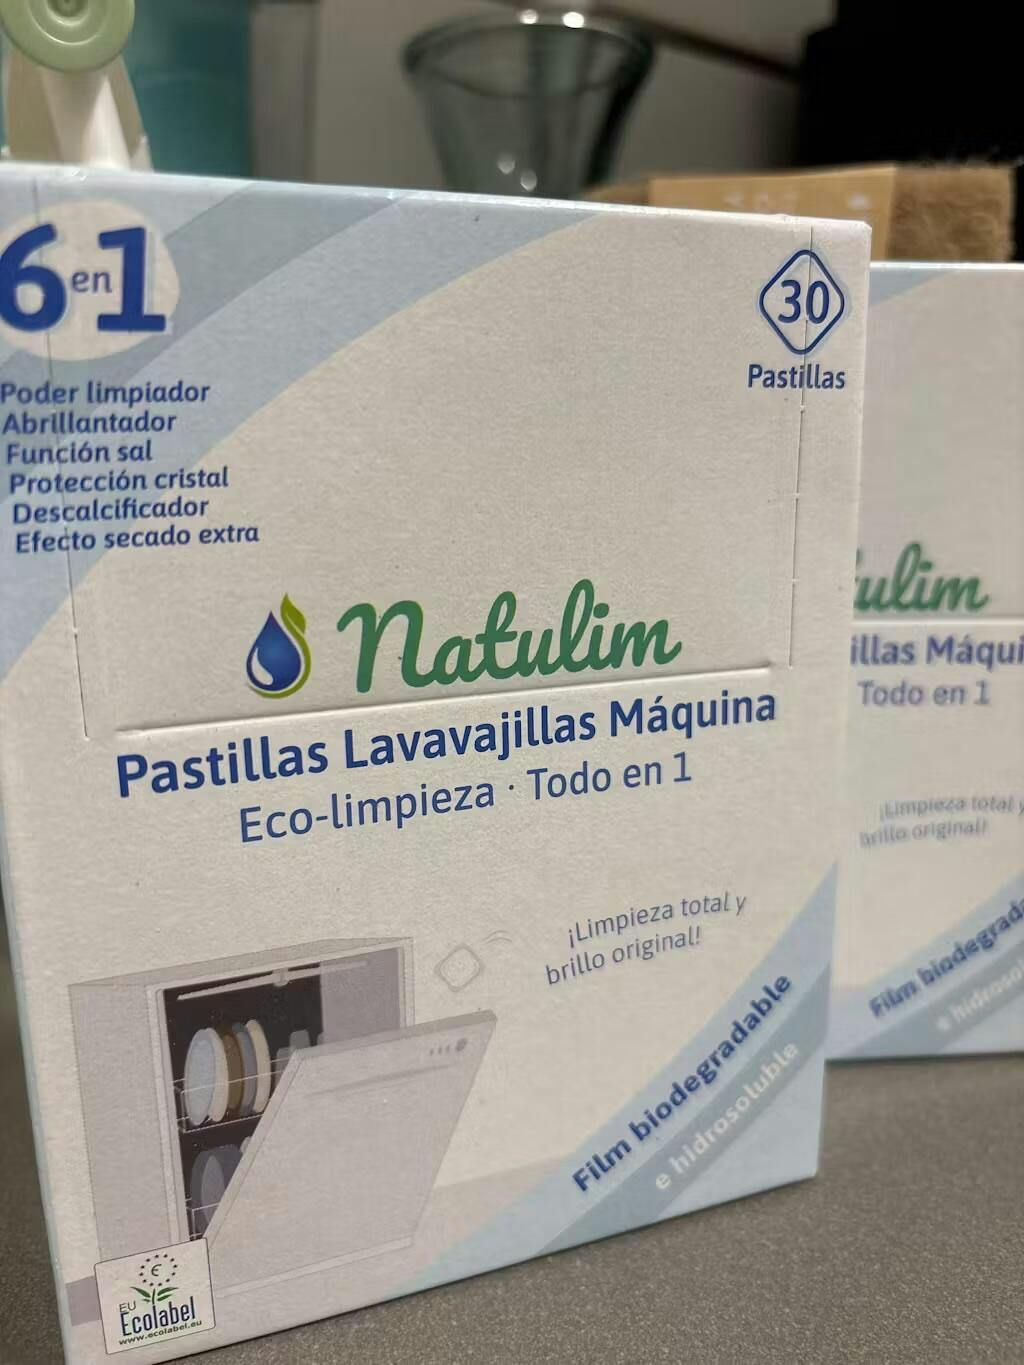 6 en 1
Poder limpiador
Abrillantador
Función sal
Protección cristal
Descalcificador
Efecto secado extra
30
Pastillas
Natulim
Pastillas Lavavajillas Máquina
Eco-limpieza · Todo en 1
¡Limpieza total y
brillo original!
Film biodegradable
e hidrosoluble
EU
Ecolabel
www.ecolabel.eu
ulim
illas Máqui
Todo en 1
¡Limpieza total y
brillo original!
Film biodegrada
e hidrosol